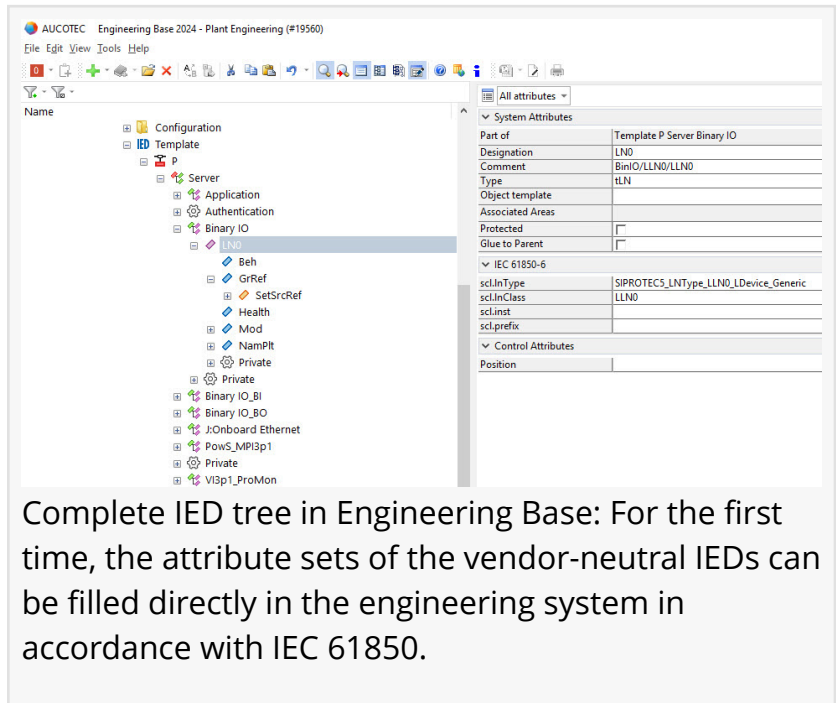 AUCOTEC Engineering Base 2024 - Plant Engineering (#19560)
File Edit View Tools Help
All attributes
Name
Configuration
IED Template
P
Server
Application
Authentication
Binary IO
LN0
Beh
GrRef
SetSrcRef
Health
Mod
NamPlt
Private
Private
Binary IO_BI
Binary IO_BO
J:Onboard Ethernet
PowS_MPI3p1
Private
VI3p1_ProMon
System Attributes
Part of Template P Server Binary IO
Designation LN0
Comment BinIO/LLN0/LLN0
Type tLN
Object template
Associated Areas
Protected
Glue to Parent
IEC 61850-6
scl.lnType SIPROTEC5_LNType_LLN0_LDevice_Generic
scl.lnClass LLN0
scl.inst
scl.prefix
Control Attributes
Position
Complete IED tree in Engineering Base: For the first
time, the attribute sets of the vendor-neutral IEDs can
be filled directly in the engineering system in
accordance with IEC 61850.